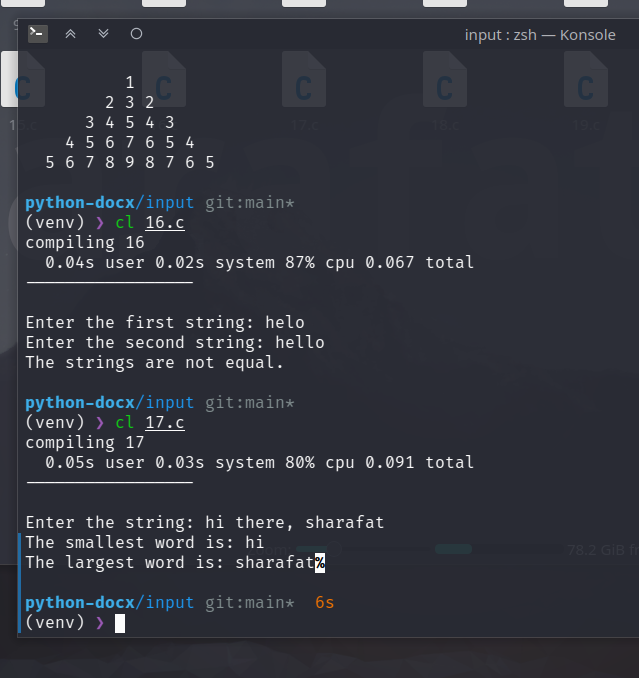 input : zsh — Konsole
1
2 3 2
3 4 5 4 3
4 5 6 7 6 5 4
5 6 7 8 9 8 7 6 5
python-docx/input git:main*
(venv) ❯ cl 16.c
compiling 16
0.04s user 0.02s system 87% cpu 0.067 total
Enter the first string: helo
Enter the second string: hello
The strings are not equal.
python-docx/input git:main*
(venv) ❯ cl 17.c
compiling 17
0.05s user 0.03s system 80% cpu 0.091 total
Enter the string: hi there, sharafat
The smallest word is: hi
The largest word is: sharafat%
python-docx/input git:main* 6s
(venv) ❯
C C C C C
17.c
78.2 GiB